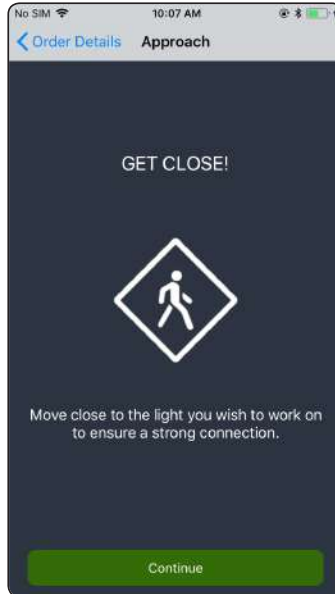 No SIM 10:07 AM
Order Details Approach
GET CLOSE!
Move close to the light you wish to work on
to ensure a strong connection.
Continue